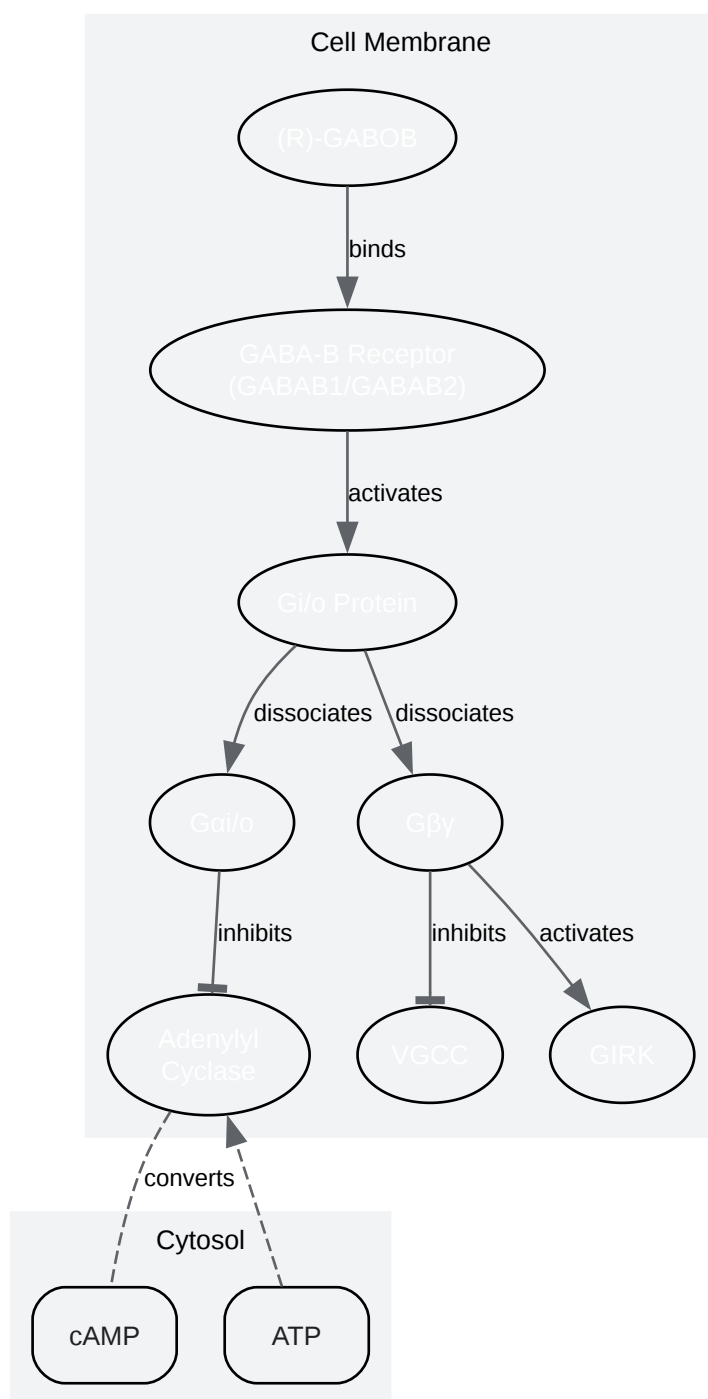 Cell Membrane
(R)-GABOB
binds
GABA-B Receptor
(GABAB1/GABAB2)
activates
Gi/o Protein
dissociates
dissociates
Gαi/o
Gβγ
inhibits
inhibits
activates
Adenylyl
Cyclase
VGCC
GIRK
converts
Cytosol
cAMP
ATP